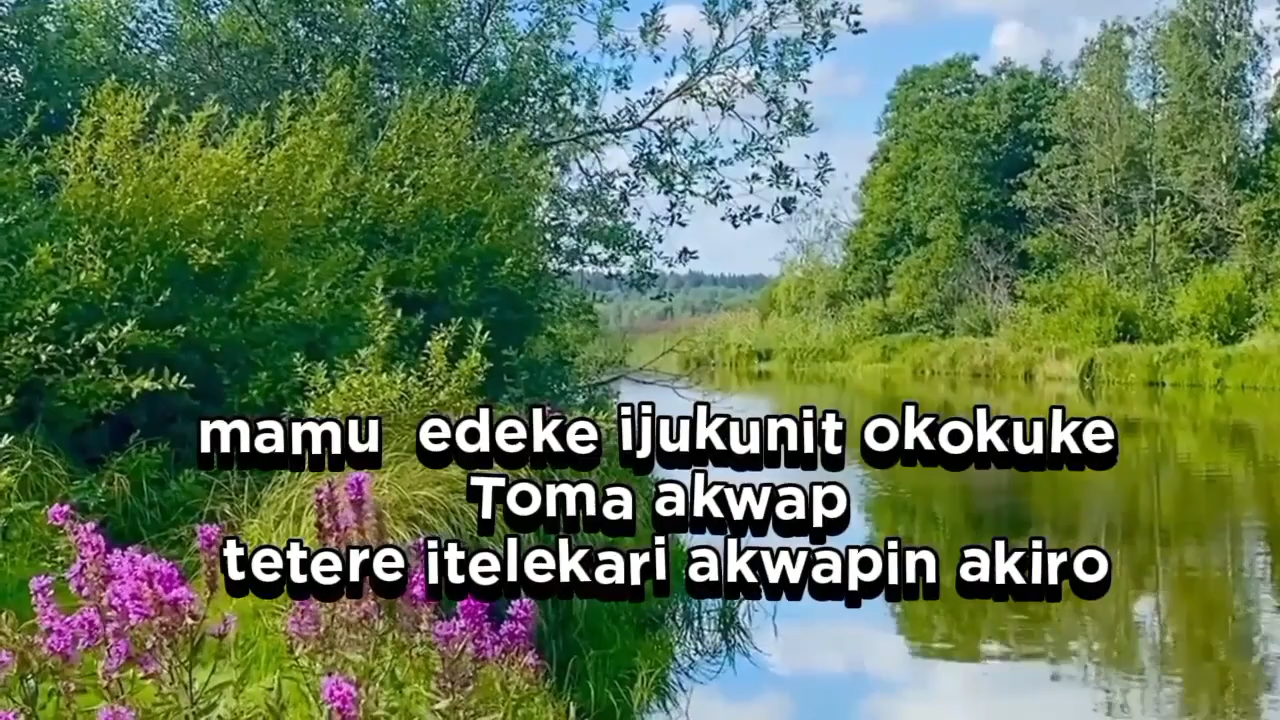 mamu edeke ijukunit okokuke
Toma akwap
tetere itelekari akwapin akiro